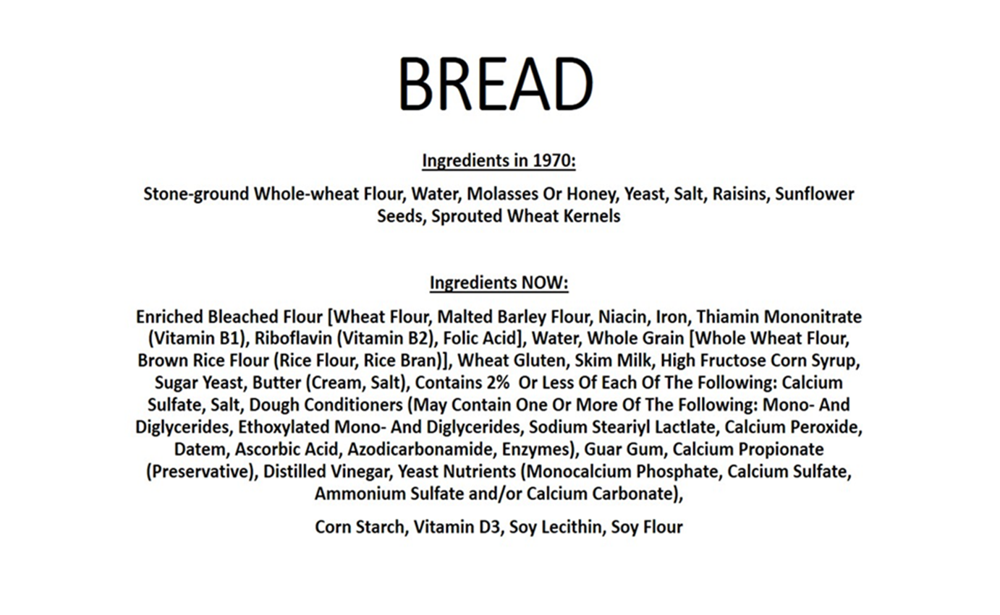 BREAD
Ingredients in 1970:
Stone-ground Whole-wheat Flour, Water, Molasses Or Honey, Yeast, Salt, Raisins, Sunflower
Seeds, Sprouted Wheat Kernels
Ingredients NOW:
Enriched Bleached Flour [Wheat Flour, Malted Barley Flour, Niacin, Iron, Thiamin Mononitrate
(Vitamin B1), Riboflavin (Vitamin B2), Folic Acid], Water, Whole Grain [Whole Wheat Flour,
Brown Rice Flour (Rice Flour, Rice Bran)], Wheat Gluten, Skim Milk, High Fructose Corn Syrup,
Sugar Yeast, Butter (Cream, Salt), Contains 2% Or Less Of Each Of The Following: Calcium
Sulfate, Salt, Dough Conditioners (May Contain One Or More Of The Following: Mono- And
Diglycerides, Ethoxylated Mono- And Diglycerides, Sodium Steariyl Lactlate, Calcium Peroxide,
Datem, Ascorbic Acid, Azodicarbonamide, Enzymes), Guar Gum, Calcium Propionate
(Preservative), Distilled Vinegar, Yeast Nutrients (Monocalcium Phosphate, Calcium Sulfate,
Ammonium Sulfate and/or Calcium Carbonate),
Corn Starch, Vitamin D3, Soy Lecithin, Soy Flour